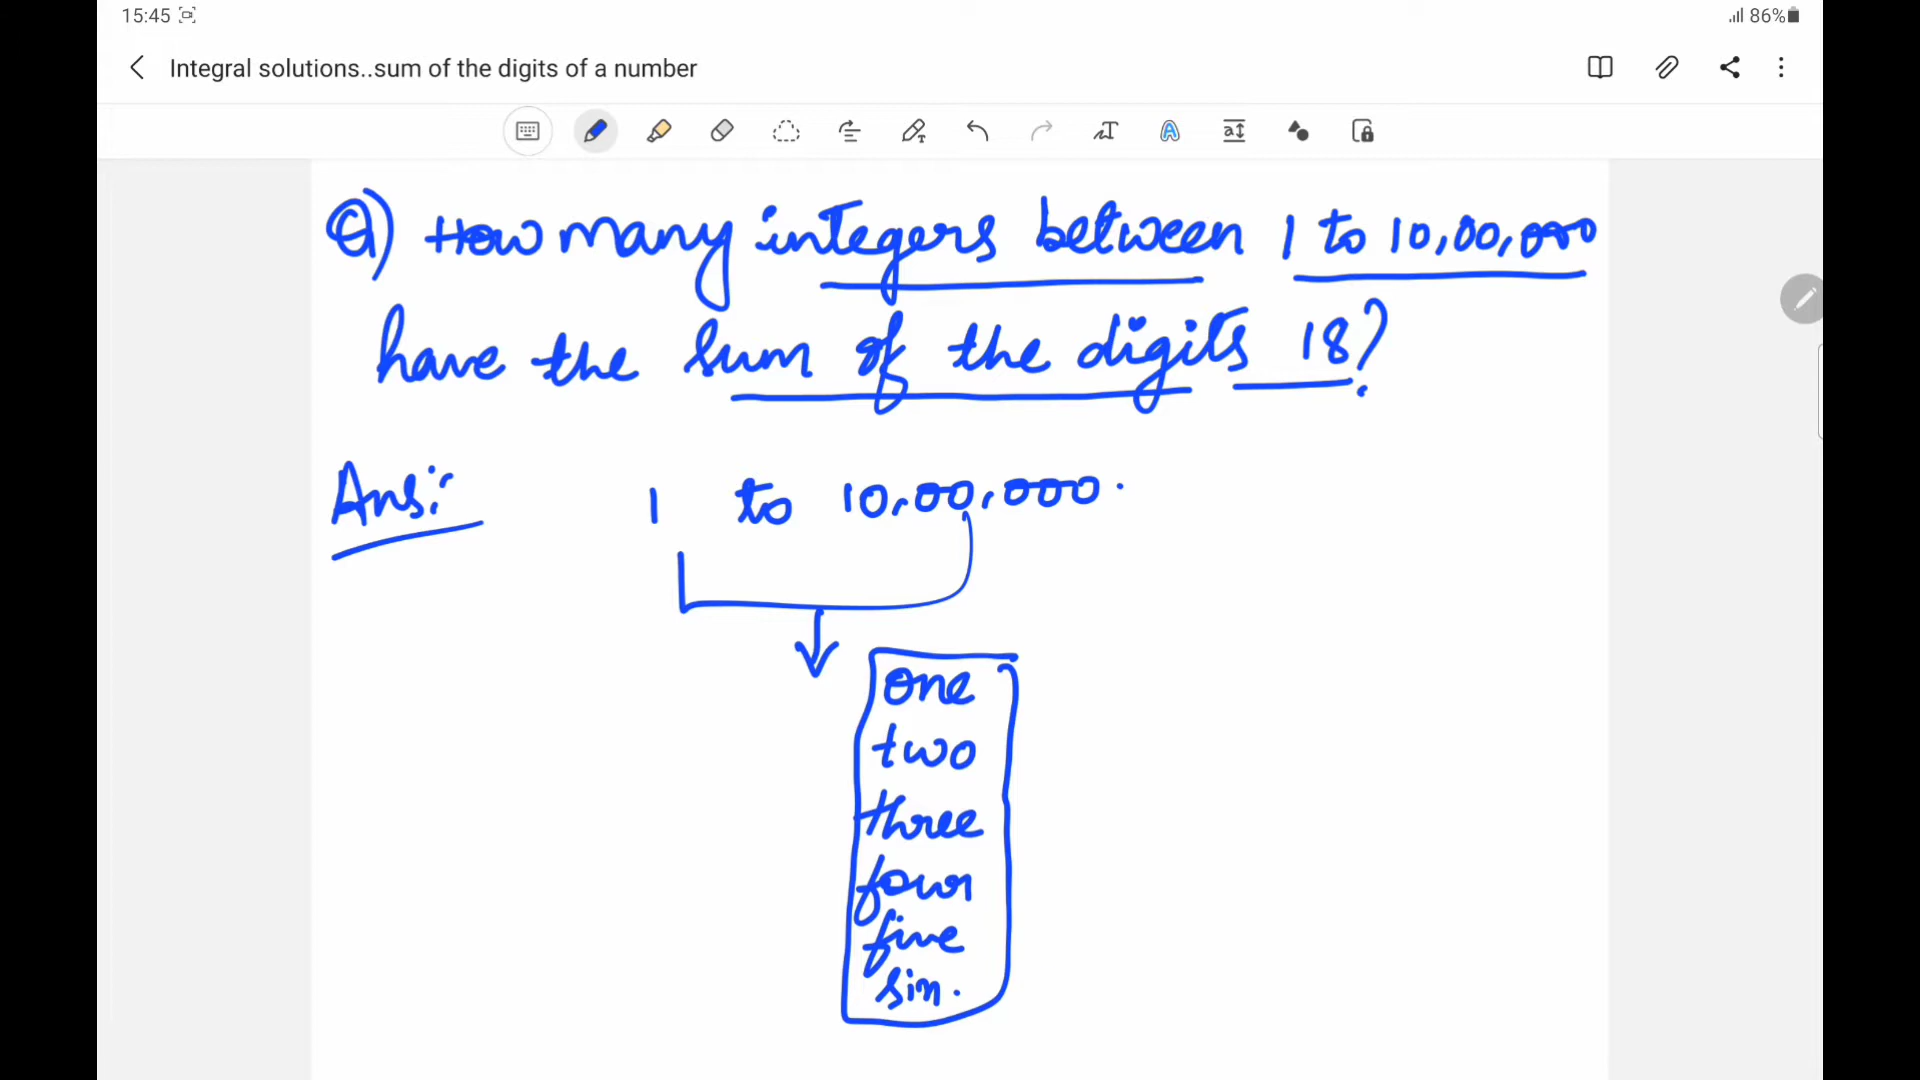 15:45
86%
Integral solutions..sum of the digits of a number
Q) How many integers between 1 to 10,00,000
have the sum of the digits 18?
Ans:- 1 to 10,00,000.
one
two
three
four
five
six.